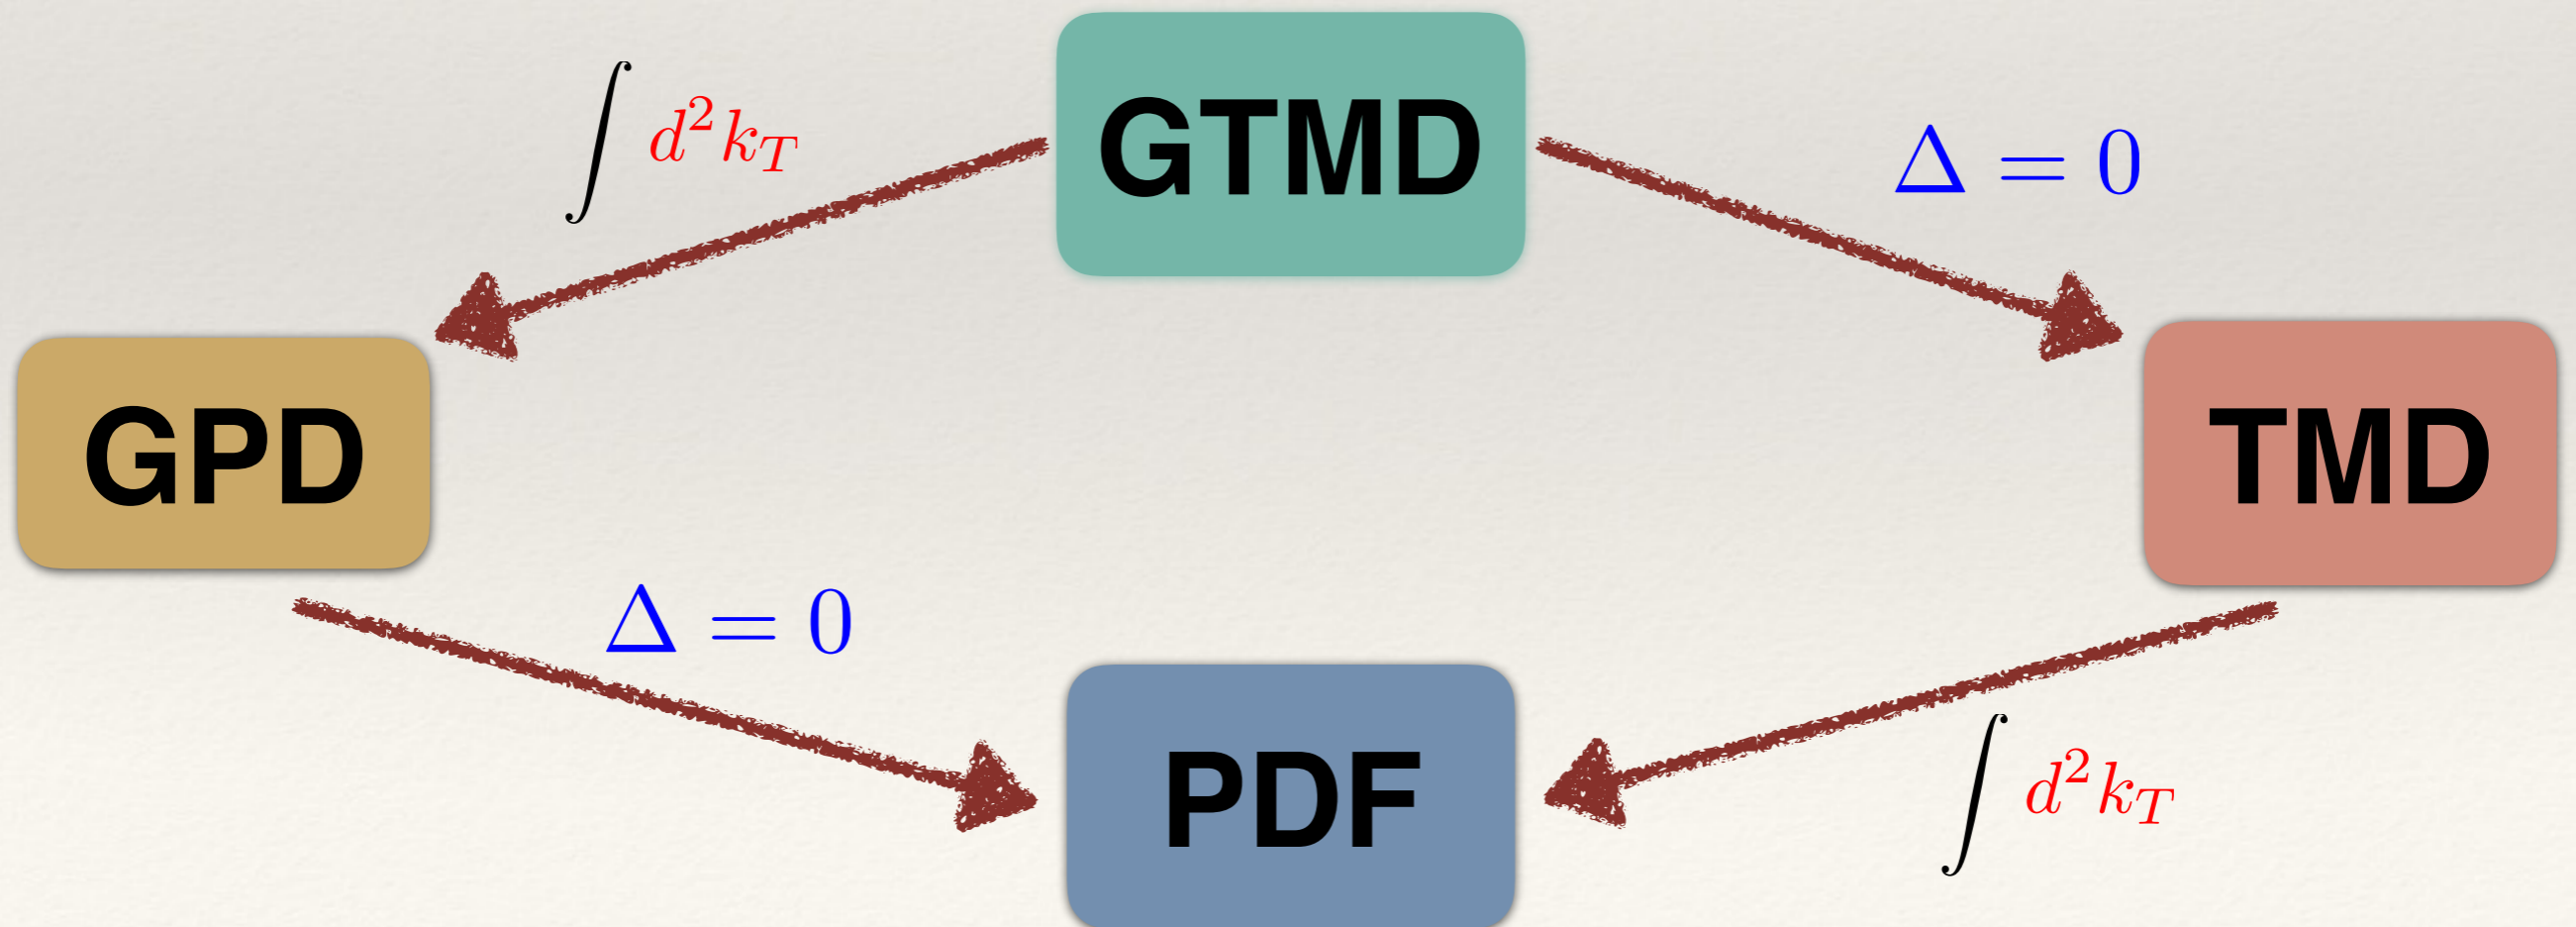 GTMD
∫ d²k_T
Δ = 0
GPD
TMD
Δ = 0
PDF
∫ d²k_T